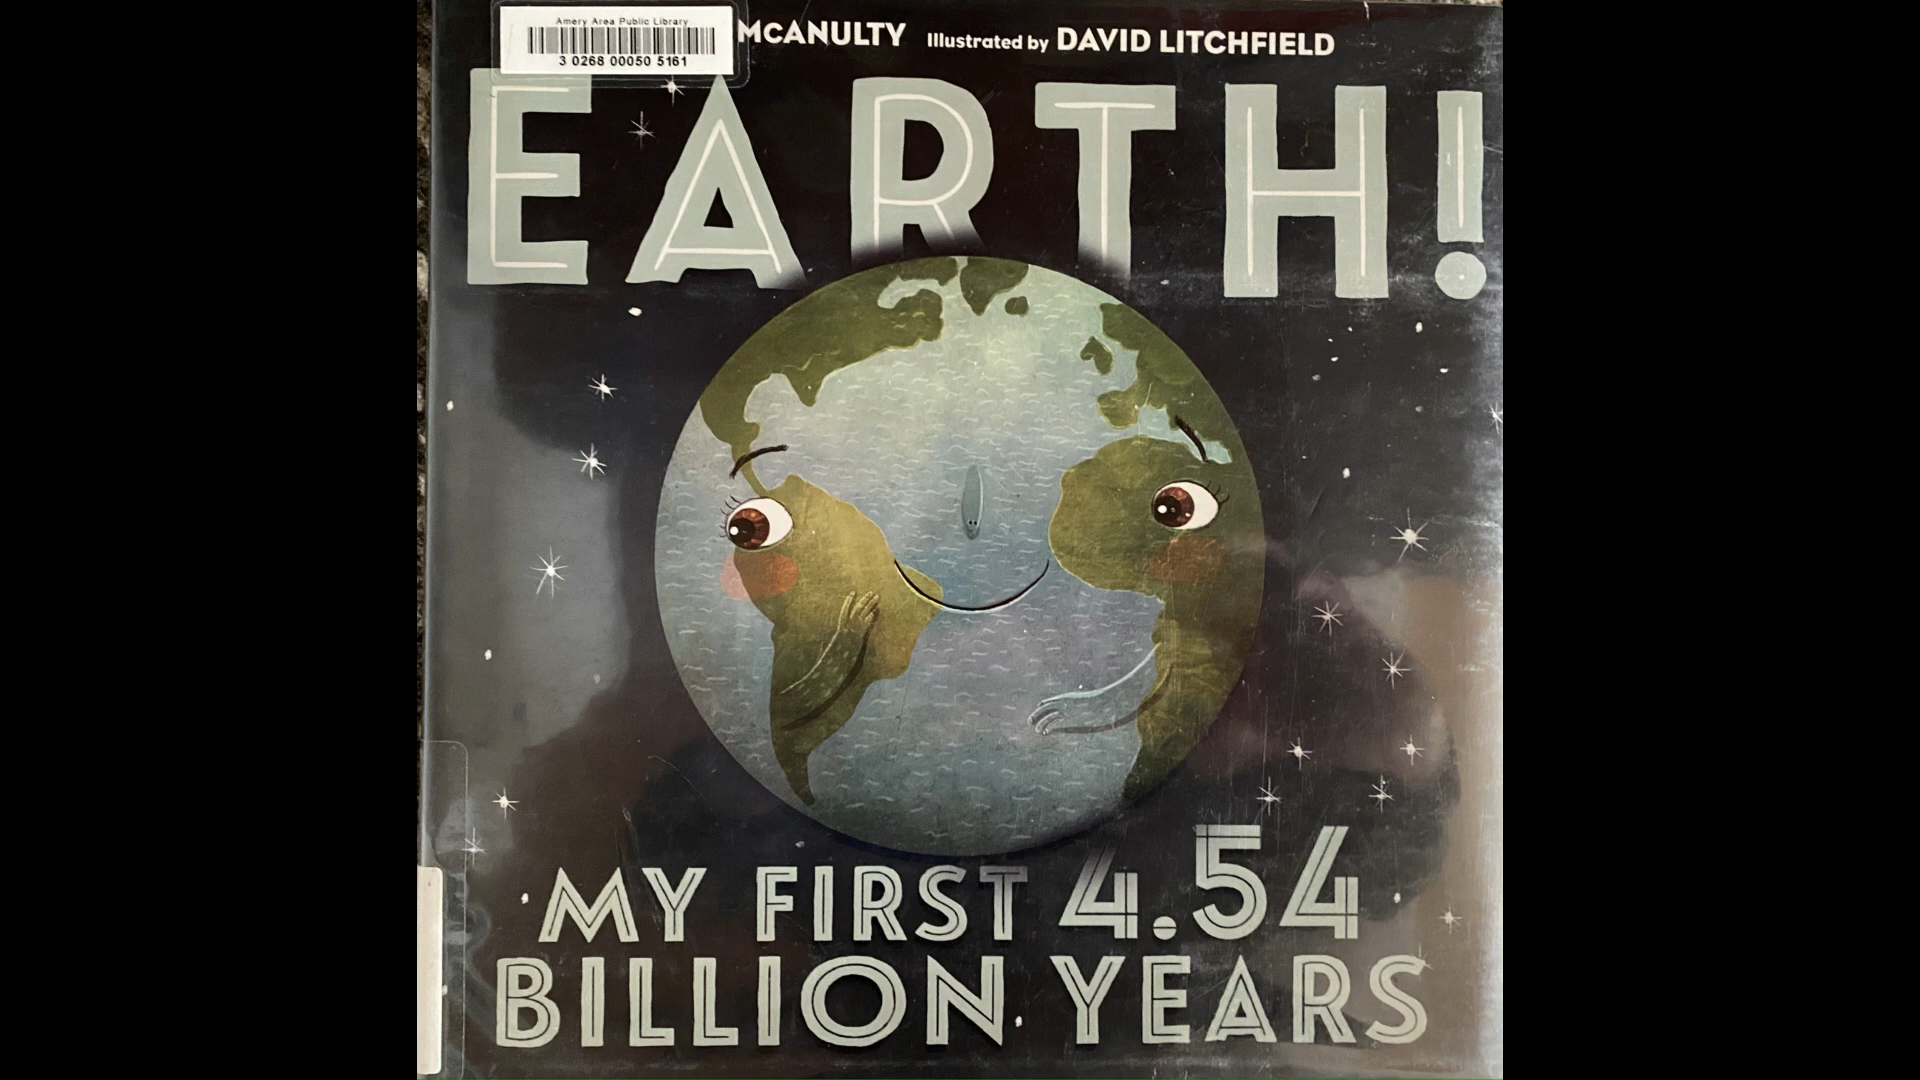 Amery Area Public Library
3 0268 00050 5161
MCANULTY Illustrated by DAVID LITCHFIELD
EARTH!
MY FIRST 4.54
BILLION YEARS